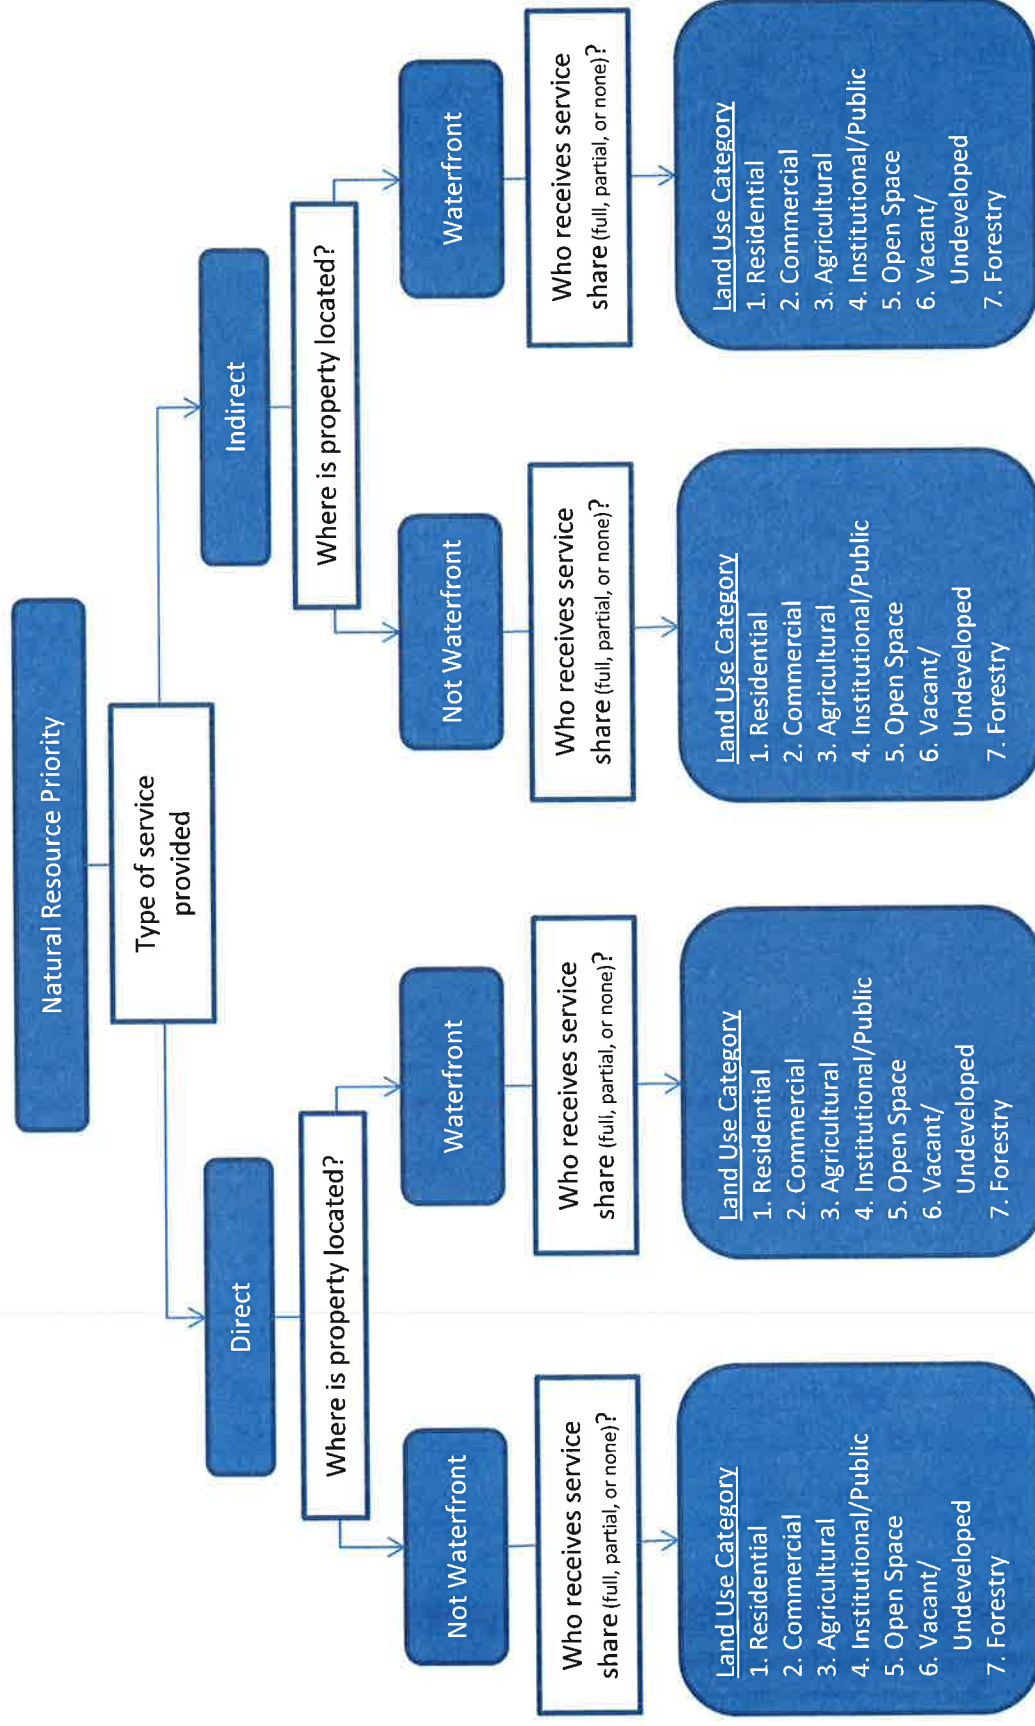 Natural Resource Priority
Type of service
provided
Direct
Indirect
Where is property located?
Where is property located?
Not Waterfront
Waterfront
Not Waterfront
Waterfront
Who receives service
share (full, partial, or none)?
Who receives service
share (full, partial, or none)?
Who receives service
share (full, partial, or none)?
Who receives service
share (full, partial, or none)?
Land Use Category
1. Residential
2. Commercial
3. Agricultural
4. Institutional/Public
5. Open Space
6. Vacant/
Undeveloped
7. Forestry
Land Use Category
1. Residential
2. Commercial
3. Agricultural
4. Institutional/Public
5. Open Space
6. Vacant/
Undeveloped
7. Forestry
Land Use Category
1. Residential
2. Commercial
3. Agricultural
4. Institutional/Public
5. Open Space
6. Vacant/
Undeveloped
7. Forestry
Land Use Category
1. Residential
2. Commercial
3. Agricultural
4. Institutional/Public
5. Open Space
6. Vacant/
Undeveloped
7. Forestry